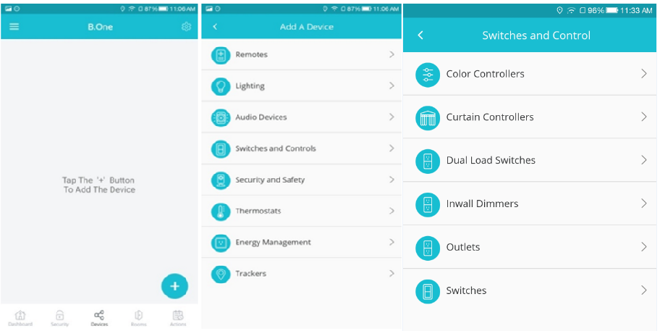 87% 11:06 AM
B.One
Tap The '+' Button
To Add The Device
+
Dashboard
Security
Devices
Rooms
Actions
87% 11:06 AM
Add A Device
Remotes
Lighting
Audio Devices
Switches and Controls
Security and Safety
Thermostats
Energy Management
Trackers
96% 11:33 AM
Switches and Control
Color Controllers
Curtain Controllers
Dual Load Switches
Inwall Dimmers
Outlets
Switches